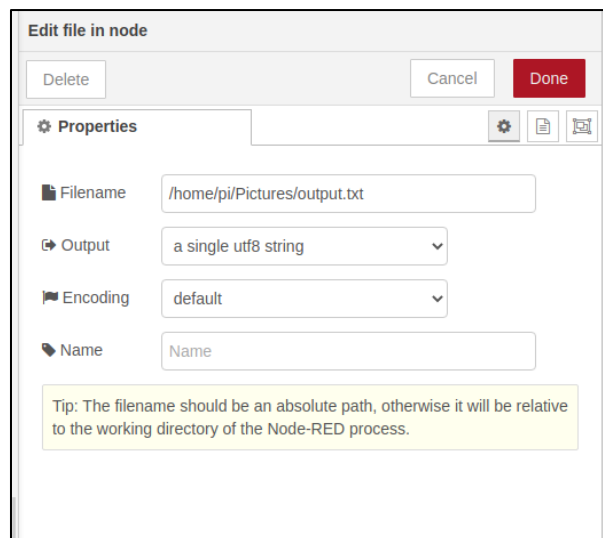 Edit file in node
Delete
Cancel
Done
Properties
Filename
/home/pi/Pictures/output.txt
Output
a single utf8 string
Encoding
default
Name
Name
Tip: The filename should be an absolute path, otherwise it will be relative
to the working directory of the Node-RED process.